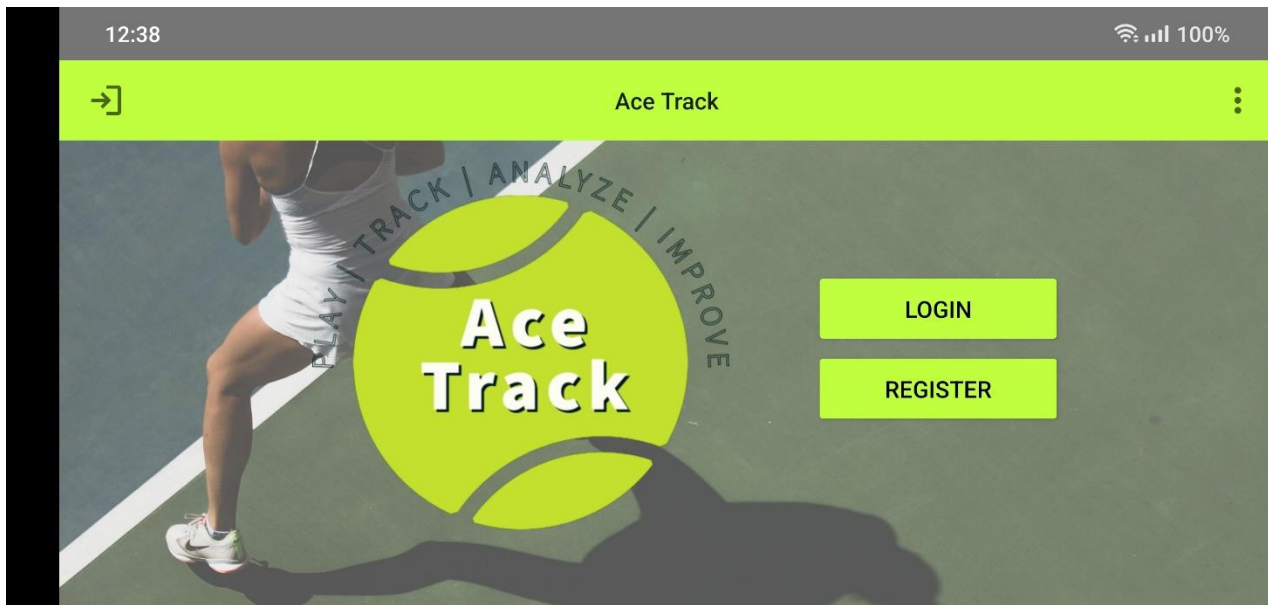 12:38
100%
Ace Track
PLAY | TRACK | ANALYZE | IMPROVE
Ace
Track
LOGIN
REGISTER